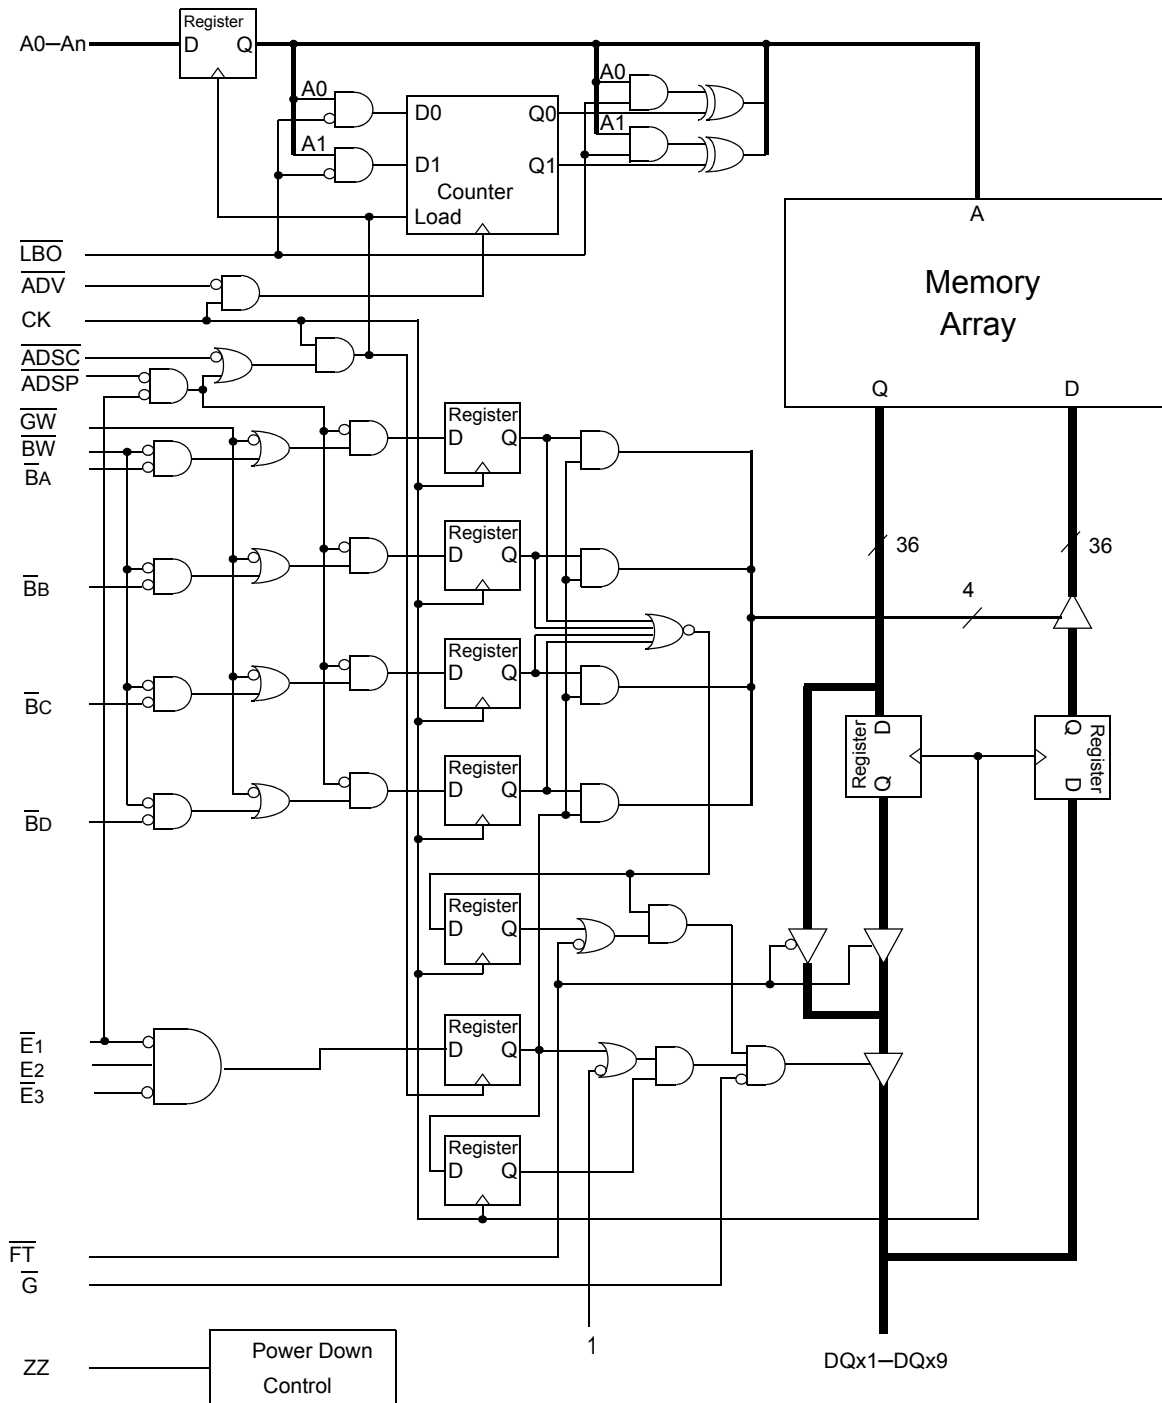 Register
A0–An
D Q
A0
A0
D0
Q0
A1
A1
D1
Q1
Counter
Load
A
LBO
ADV
CK
Memory
Array
ADSC
ADSP
Q
D
GW
BW
BA
Register
D Q
36
36
BB
Register
D Q
4
BC
Register
D Q
Register
D
Q
Register
Q
D
BD
Register
D Q
Register
D Q
E1
E2
E3
Register
D Q
Register
D Q
FT
G
1
DQx1–DQx9
ZZ
Power Down
Control